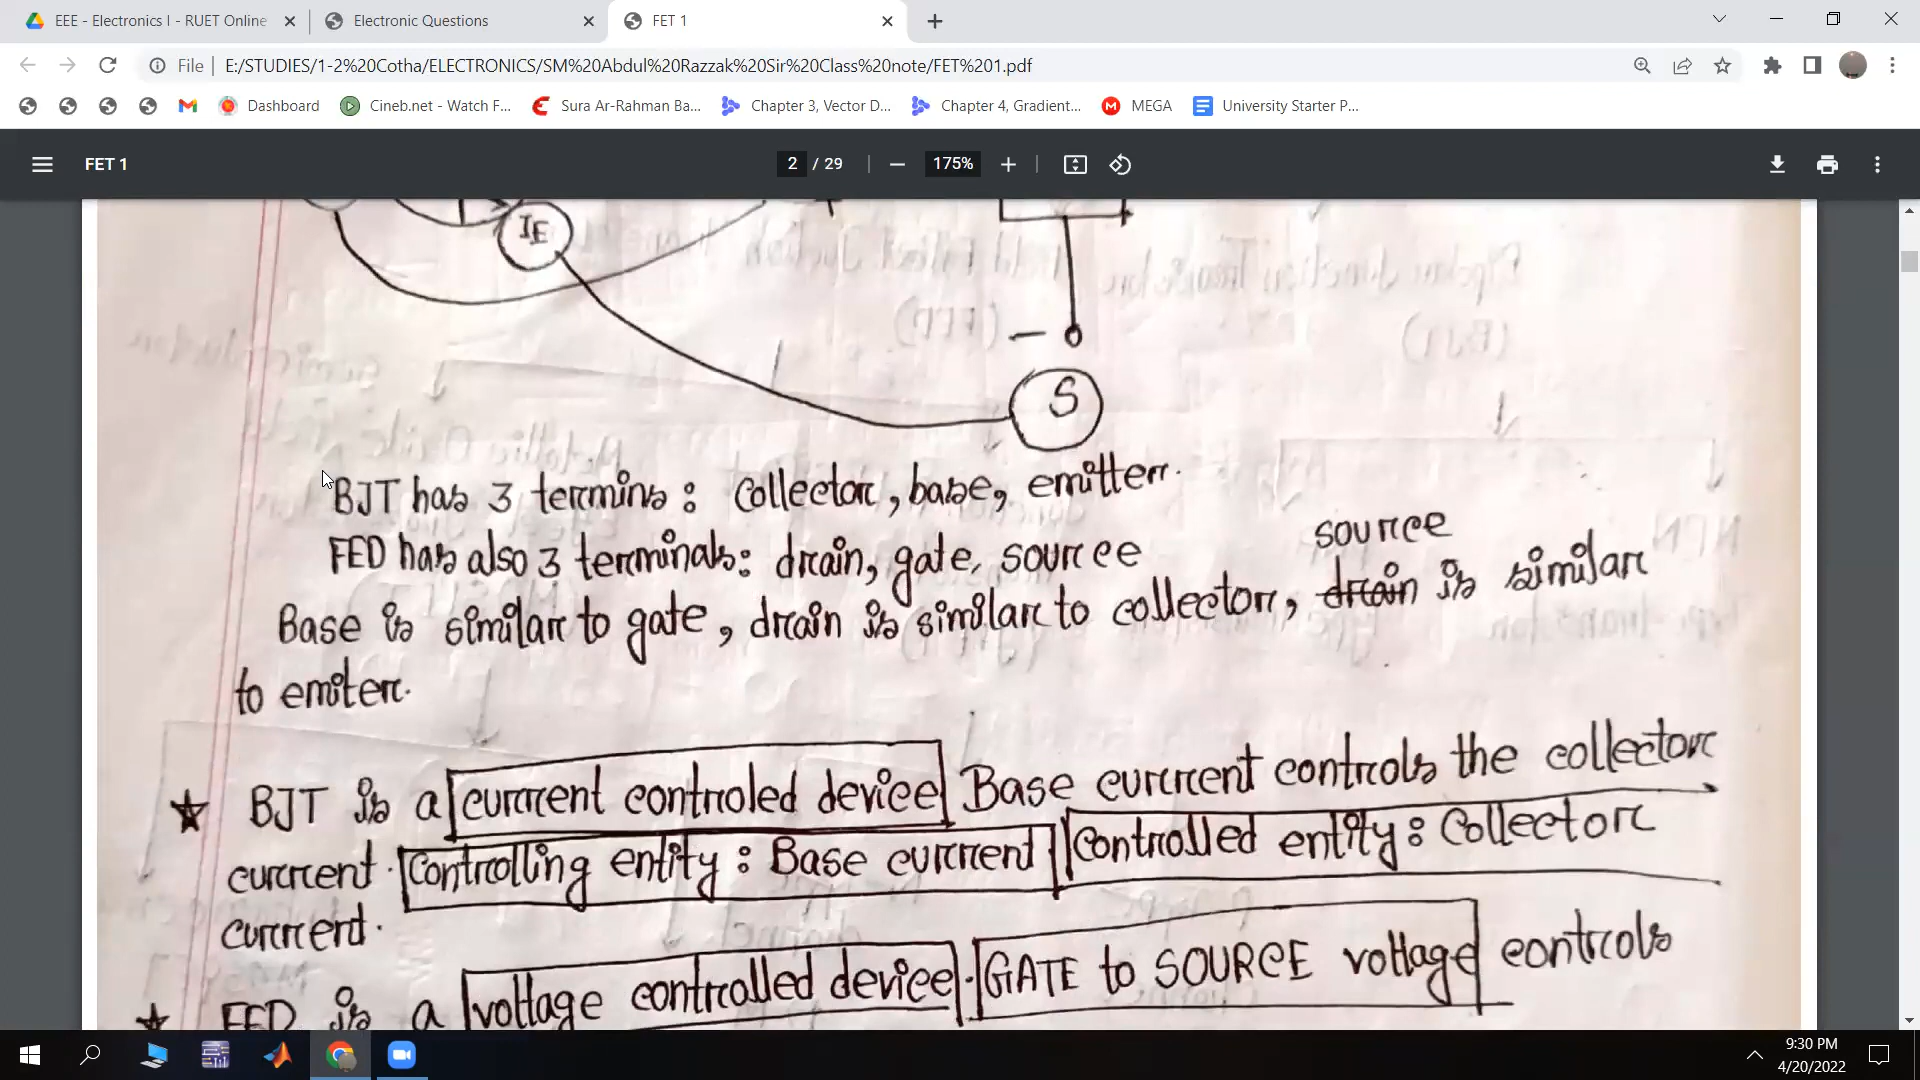 EEE - Electronics I - RUET Online
Electronic Questions
FET 1
File
E:/STUDIES/1-2%20Cotha/ELECTRONICS/SM%20Abdul%20Razzak%20Sir%20Class%20note/FET%201.pdf
Dashboard
Cineb.net - Watch F...
Sura Ar-Rahman Ba...
Chapter 3, Vector D...
Chapter 4, Gradient...
MEGA
University Starter P...
FET 1
2 / 29
175%
IE
S
BJT has 3 termins: Collector, base, emitter.
FED has also 3 terminals: drain, gate, source
source
Base is similar to gate, drain is similar to collector, drain is similar
to emiter.
BJT is a current controled device Base current controls the collector
current. Controlling entity: Base current Controlled entity: Collector
current.
FED is a voltage controlled device. GATE to SOURCE voltage controls
9:30 PM
4/20/2022